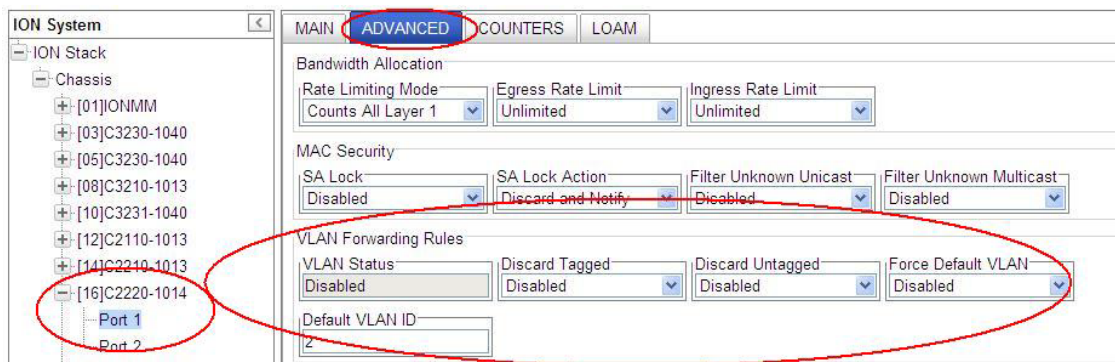 ION System
ION Stack
Chassis
[01]IONMM
[03]C3230-1040
[05]C3230-1040
[08]C3210-1013
[10]C3231-1040
[12]C2110-1013
[14]C2210-1013
[16]C2220-1014
Port 1
Port 2
MAIN ADVANCED COUNTERS LOAM
Bandwidth Allocation
Rate Limiting Mode Egress Rate Limit Ingress Rate Limit
Counts All Layer 1 Unlimited Unlimited
MAC Security
SA Lock SA Lock Action Filter Unknown Unicast Filter Unknown Multicast
Disabled Discard and Notify Disabled Disabled
VLAN Forwarding Rules
VLAN Status Discard Tagged Discard Untagged Force Default VLAN
Disabled Disabled Disabled Disabled
Default VLAN ID
2